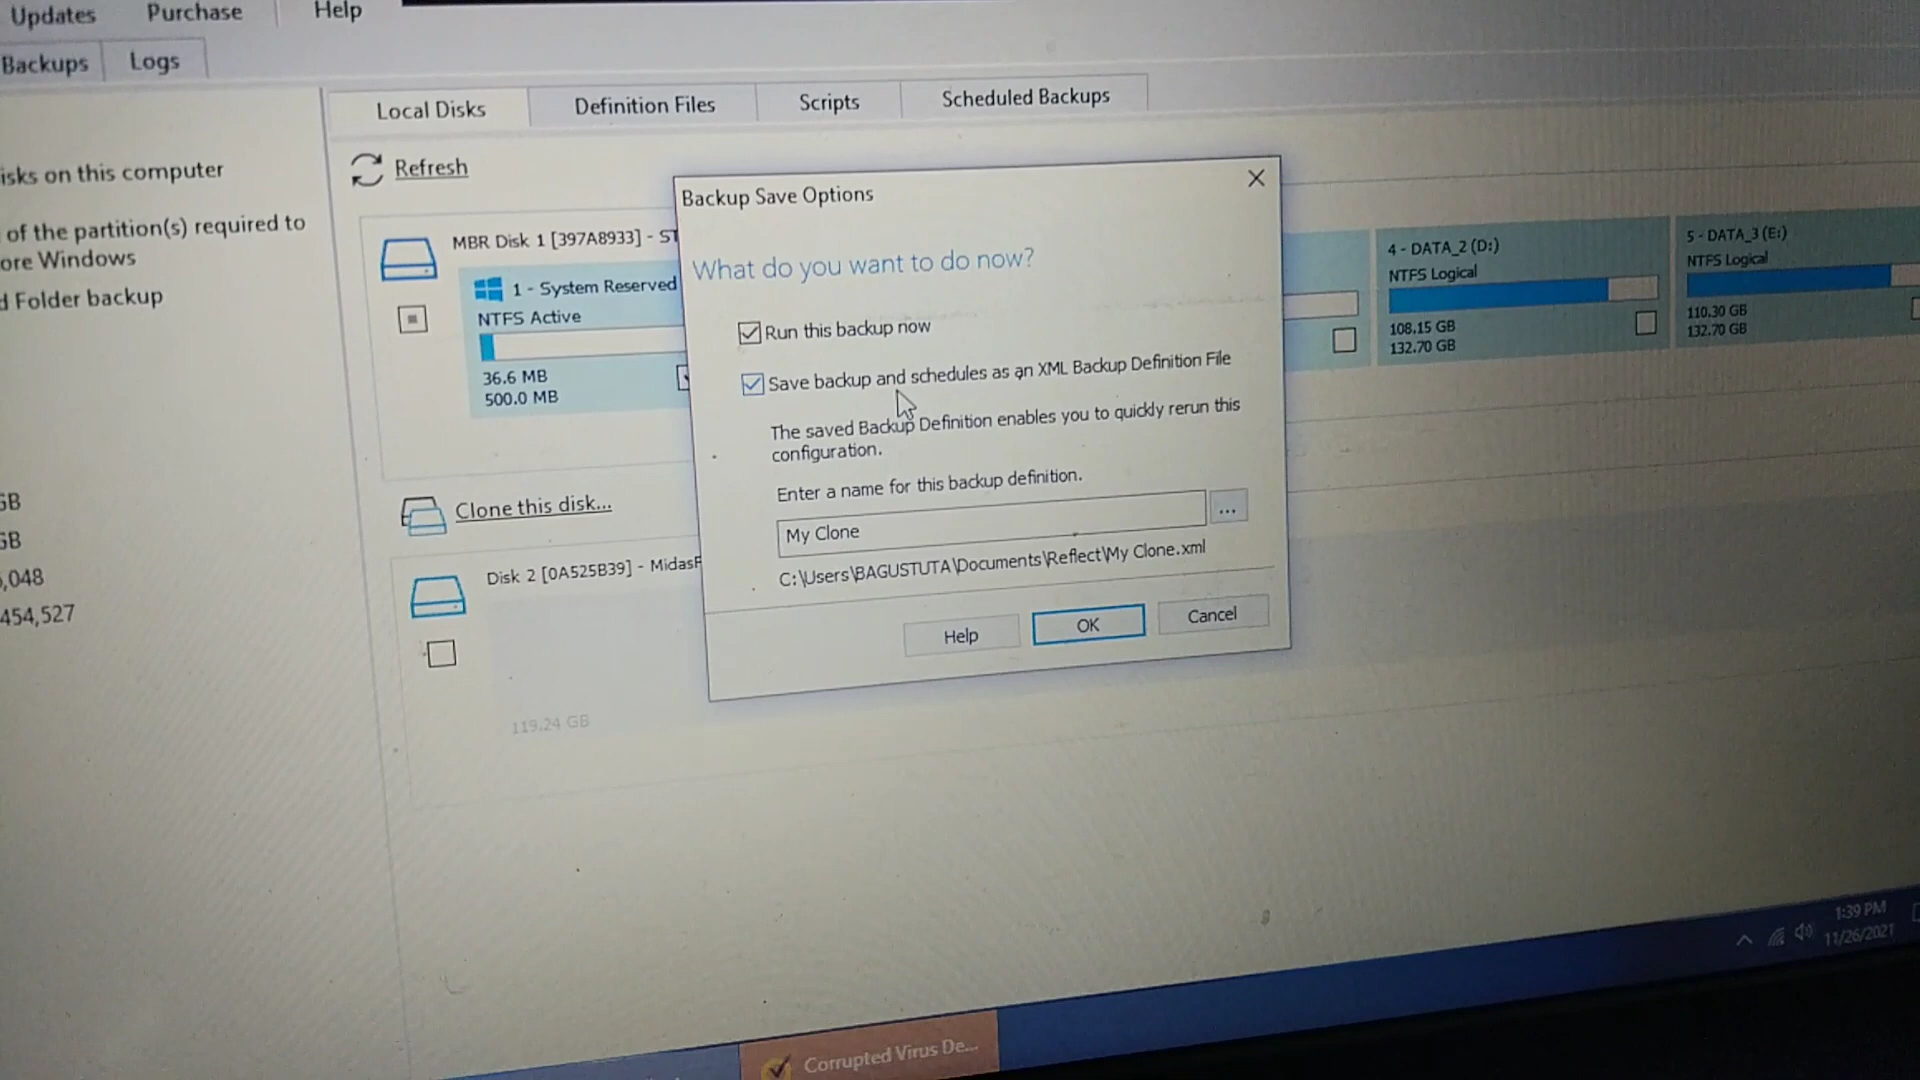 Updates Purchase Help
Backups Logs
Local Disks Definition Files Scripts Scheduled Backups
isks on this computer
of the partition(s) required to
ore Windows
d Folder backup
GB
GB
5,048
454,527
Refresh
MBR Disk 1 [397A8933] - ST
1 - System Reserved
NTFS Active
36.6 MB
500.0 MB
4 - DATA_2 (D:)
NTFS Logical
108.15 GB
132.70 GB
5 - DATA_3 (E:)
NTFS Logical
110.30 GB
132.70 GB
Clone this disk...
Disk 2 [0A525B39] - MidasF
119.24 GB
Backup Save Options
What do you want to do now?
Run this backup now
Save backup and schedules as an XML Backup Definition File
The saved Backup Definition enables you to quickly rerun this
configuration.
Enter a name for this backup definition.
My Clone
...
C:\Users\BAGUSTUTA\Documents\Reflect\My Clone.xml
Help OK Cancel
1:39 PM
11/26/2021
Corrupted Virus De...